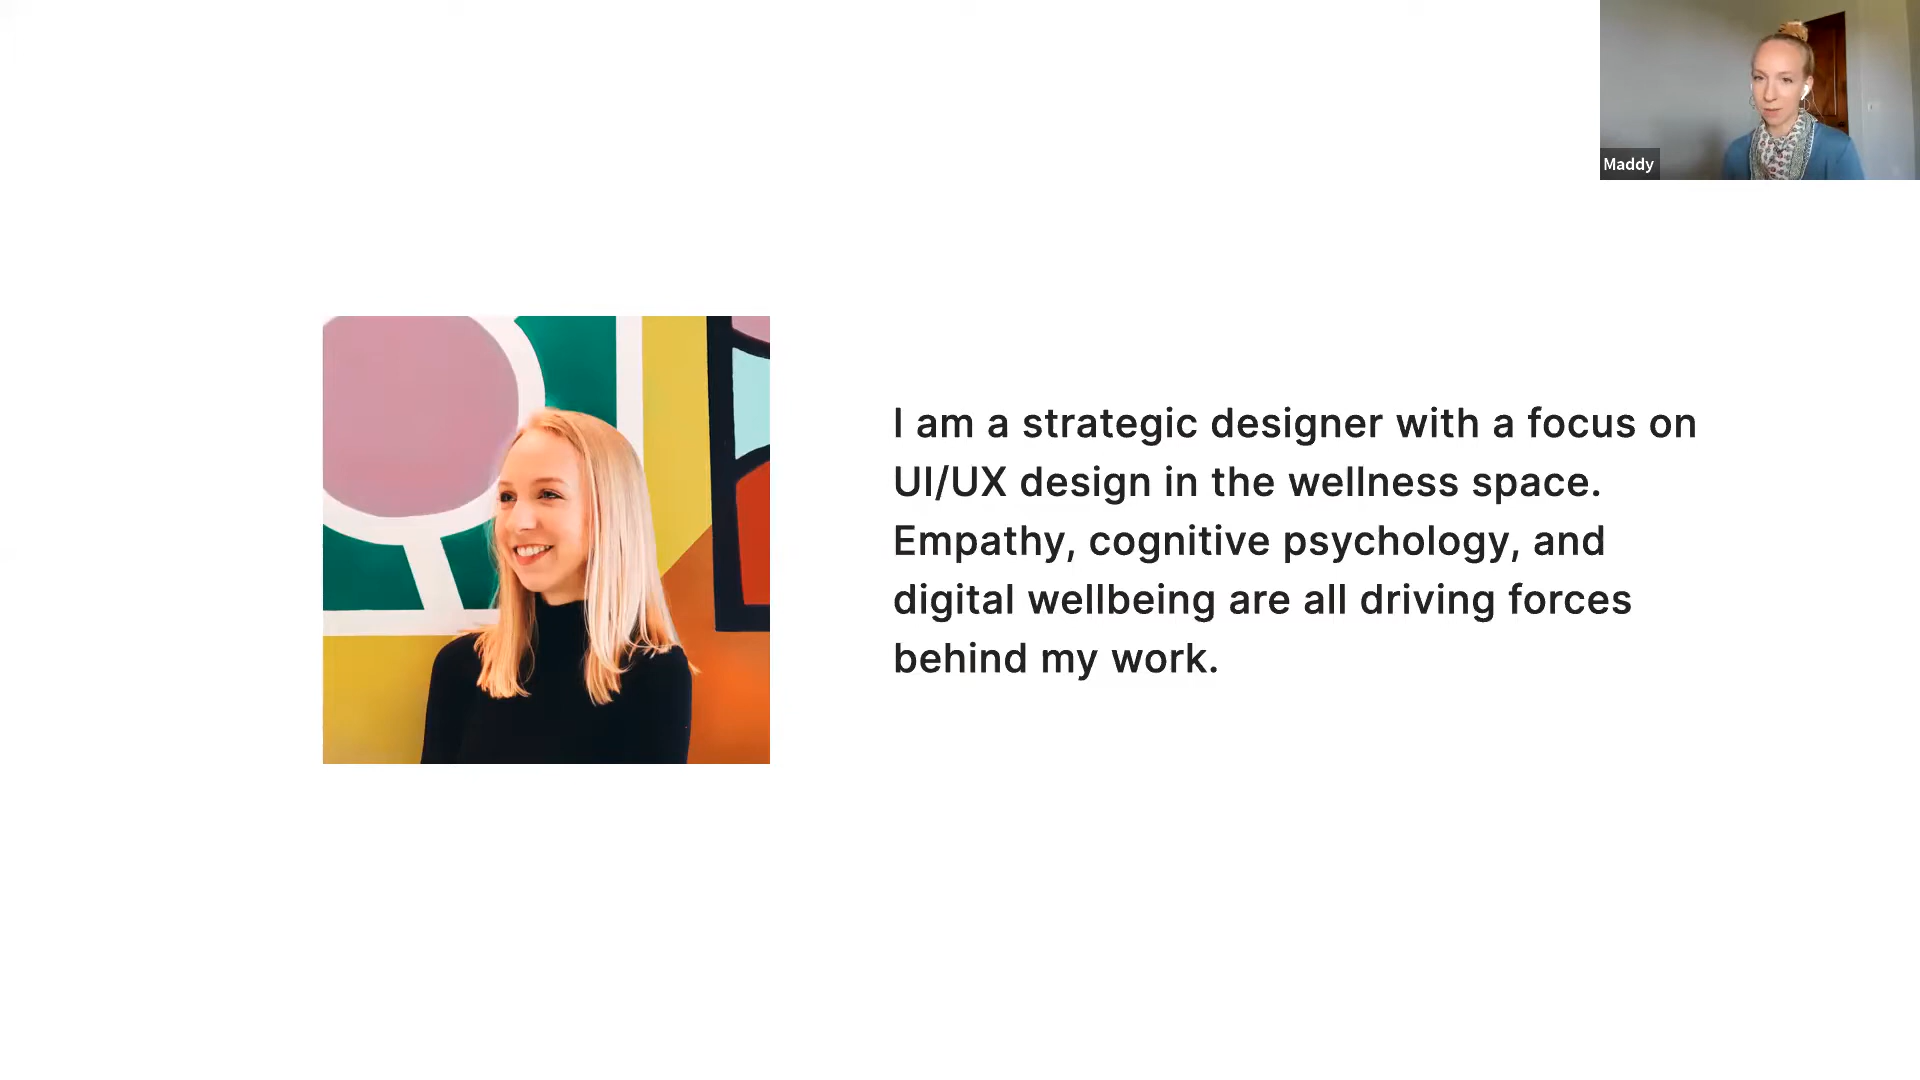 Maddy
I am a strategic designer with a focus on
UI/UX design in the wellness space.
Empathy, cognitive psychology, and
digital wellbeing are all driving forces
behind my work.